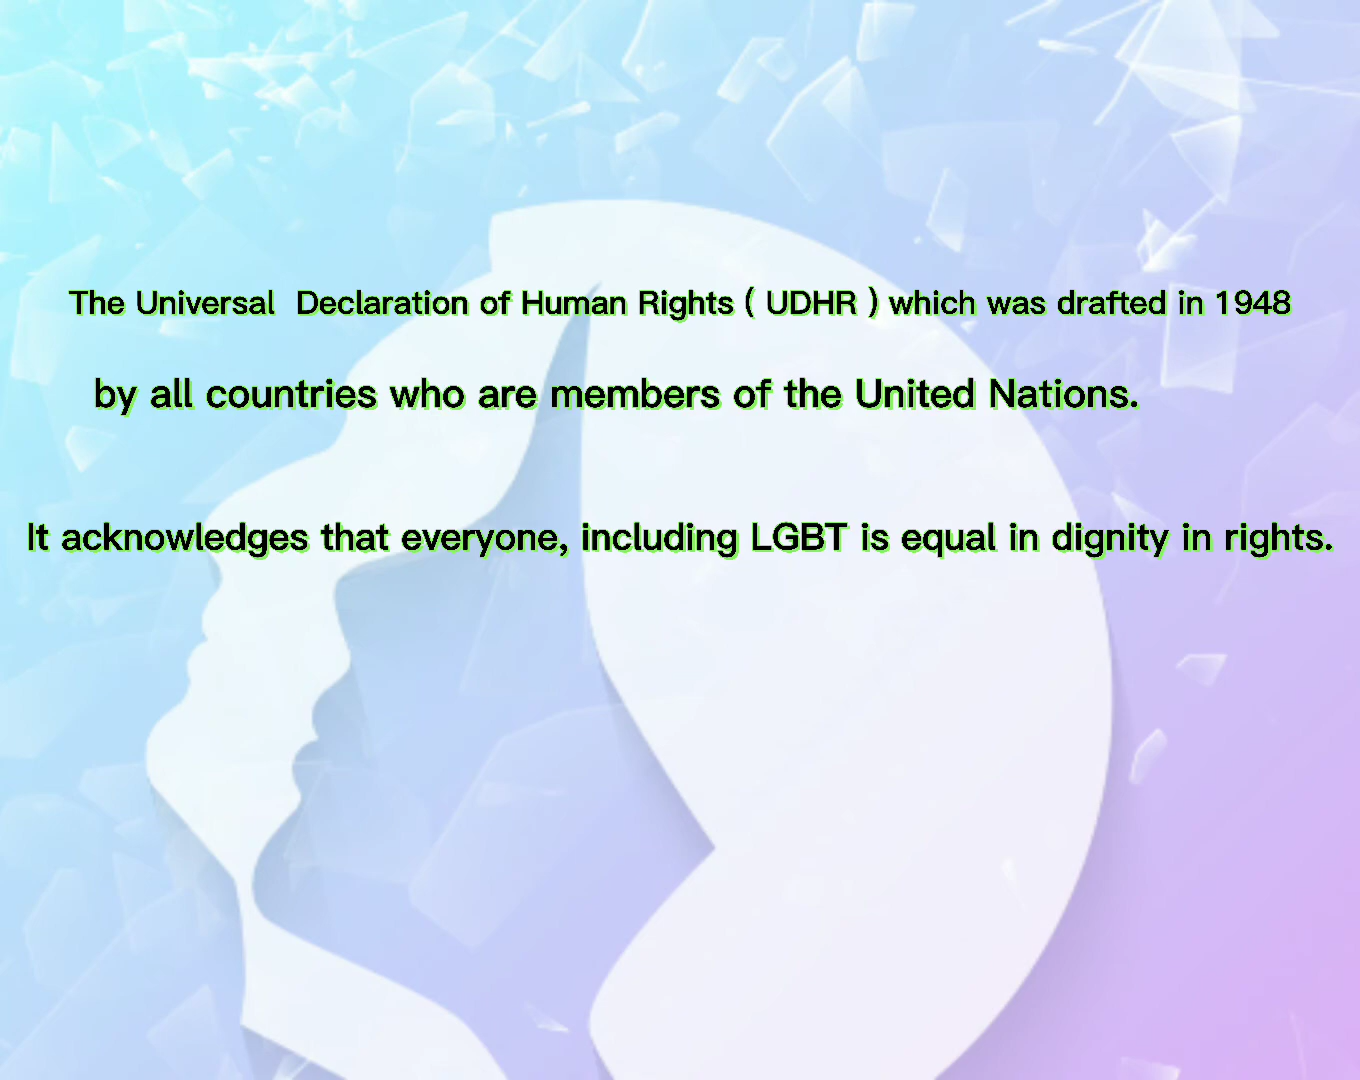 The Universal  Declaration of Human Rights ( UDHR ) which was drafted in 1948
by all countries who are members of the United Nations.
It acknowledges that everyone, including LGBT is equal in dignity in rights.